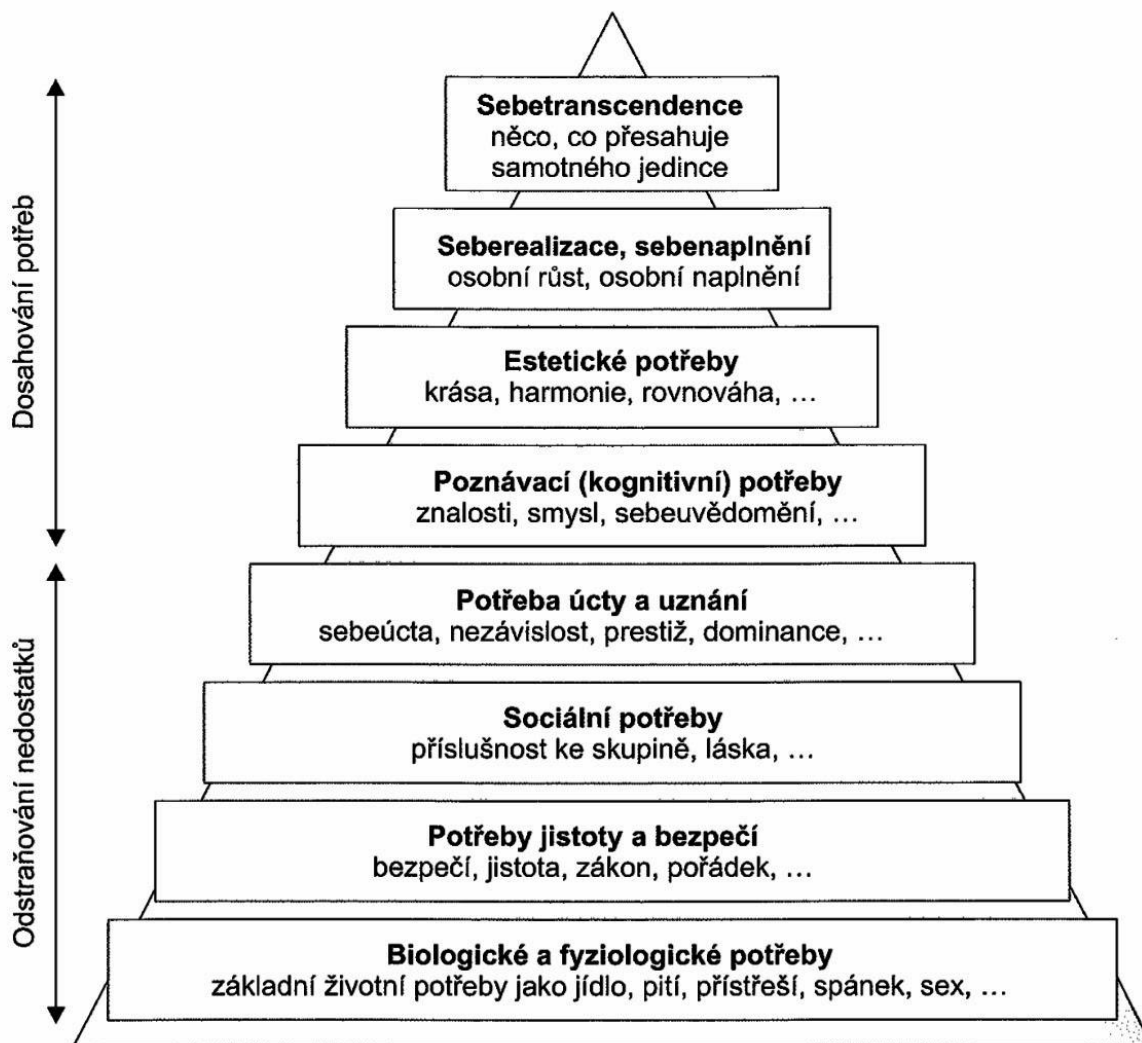 Sebetranscendence
něco, co přesahuje
samotného jedince
Seberealizace, sebenaplnění
osobní růst, osobní naplnění
Estetické potřeby
krása, harmonie, rovnováha, ...
Poznávací (kognitivní) potřeby
znalosti, smysl, sebeuvědomění, ...
Dosahování potřeb
Potřeba úcty a uznání
sebeúcta, nezávislost, prestiž, dominance, ...
Sociální potřeby
příslušnost ke skupině, láska, ...
Potřeby jistoty a bezpečí
bezpečí, jistota, zákon, pořádek, ...
Biologické a fyziologické potřeby
základní životní potřeby jako jídlo, pití, přístřeší, spánek, sex, ...
Odstraňování nedostatků